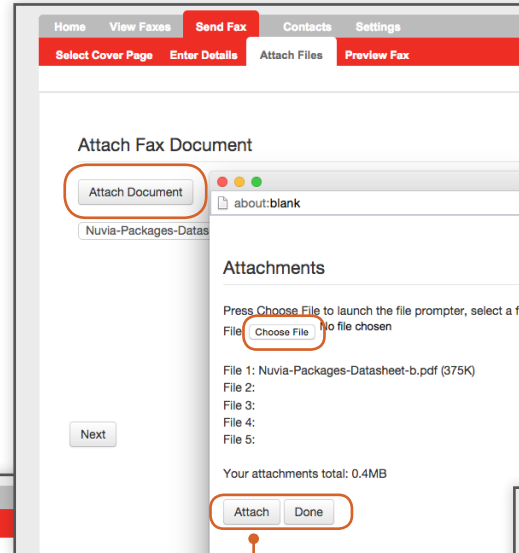 Home View Faxes Send Fax Contacts Settings
Select Cover Page Enter Details Attach Files Preview Fax
Attach Fax Document
Attach Document
about:blank
Nuvia-Packages-Datas
Attachments
Press Choose File to launch the file prompter, select a f
File Choose File No file chosen
File 1: Nuvia-Packages-Datasheet-b.pdf (375K)
File 2:
File 3:
File 4:
Next
File 5:
Your attachments total: 0.4MB
Attach Done